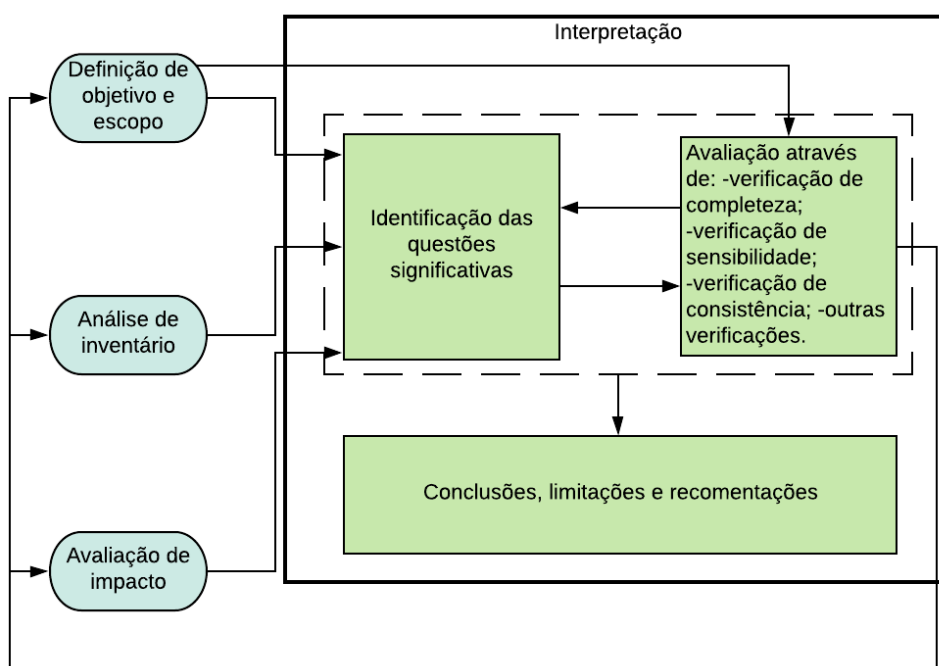 Interpretação
Definição de
objetivo e
escopo
Identificação das
questões
significativas
Avaliação através
de: -verificação de
completeza;
-verificação de
sensibilidade;
-verificação de
consistência; -outras
verificações.
Análise de
inventário
Conclusões, limitações e recomentações
Avaliação de
impacto